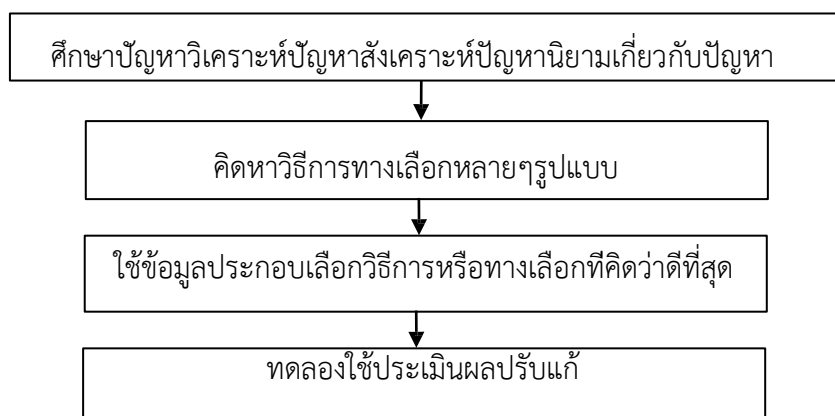 ศึกษาปัญหาวิเคราะห์ปัญหาสังเคราะห์ปัญหานิยามเกี่ยวกับปัญหา
คิดหาวิธีการทางเลือกหลายๆรูปแบบ
ใช้ข้อมูลประกอบเลือกวิธีการหรือทางเลือกที่คิดว่าดีที่สุด
ทดลองใช้ประเมินผลปรับแก้